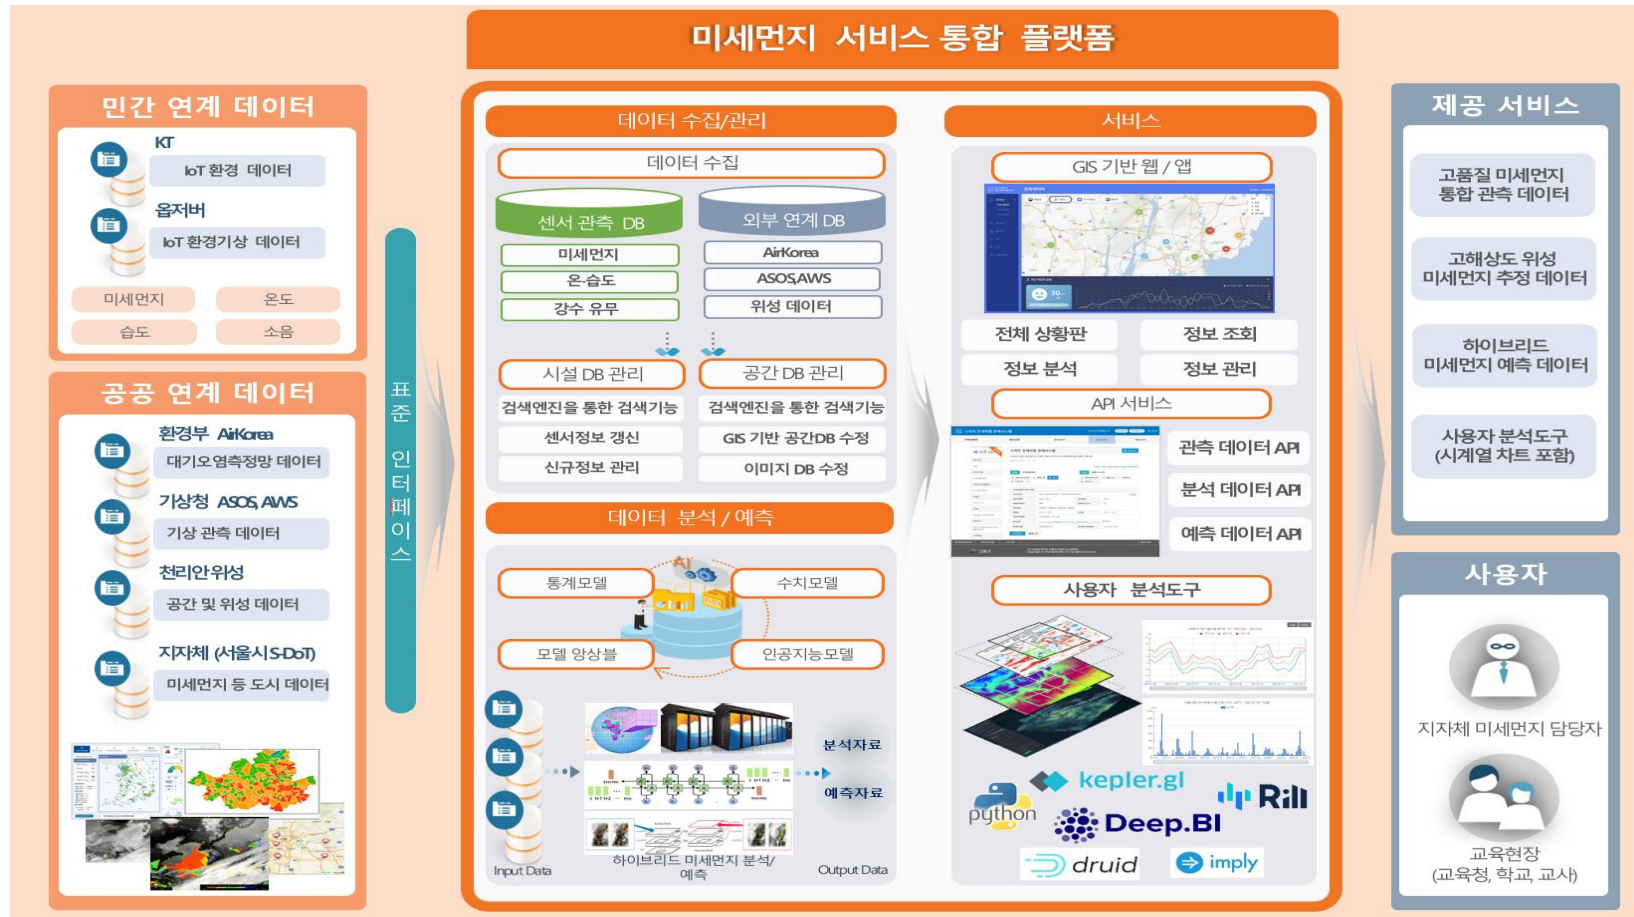 미세먼지 서비스 통합 플랫폼
민간 연계 데이터
KT
IoT 환경 데이터
옵저버
IoT 환경기상 데이터
미세먼지
온도
습도
소음
공공 연계 데이터
환경부 AirKorea
대기오염측정망 데이터
기상청 ASOS, AWS
기상 관측 데이터
천리안위성
공간 및 위성 데이터
지자체 (서울시 S-DoT)
미세먼지 등 도시 데이터
표준 인터페이스
데이터 수집/관리
데이터 수집
센서 관측 DB
외부 연계 DB
미세먼지
온·습도
강수 유무
AirKorea
ASOS,AWS
위성 데이터
시설 DB 관리
공간 DB 관리
검색엔진을 통한 검색기능
센서정보 갱신
신규정보 관리
검색엔진을 통한 검색기능
GIS 기반 공간DB 수정
이미지 DB 수정
데이터 분석 / 예측
AI
통계모델
수치모델
모델 앙상블
인공지능모델
분석자료
예측자료
하이브리드 미세먼지 분석/
예측
Input Data
Output Data
서비스
GIS 기반 웹 / 앱
전체 상황판
정보 조회
정보 분석
정보 관리
API 서비스
관측 데이터 API
분석 데이터 API
예측 데이터 API
사용자 분석도구
kepler.gl
python
Rill
Deep.BI
druid
imply
제공 서비스
고품질 미세먼지
통합 관측 데이터
고해상도 위성
미세먼지 추정 데이터
하이브리드
미세먼지 예측 데이터
사용자 분석도구
(시계열 차트 포함)
사용자
지자체 미세먼지 담당자
교육현장
(교육청, 학교, 교사)